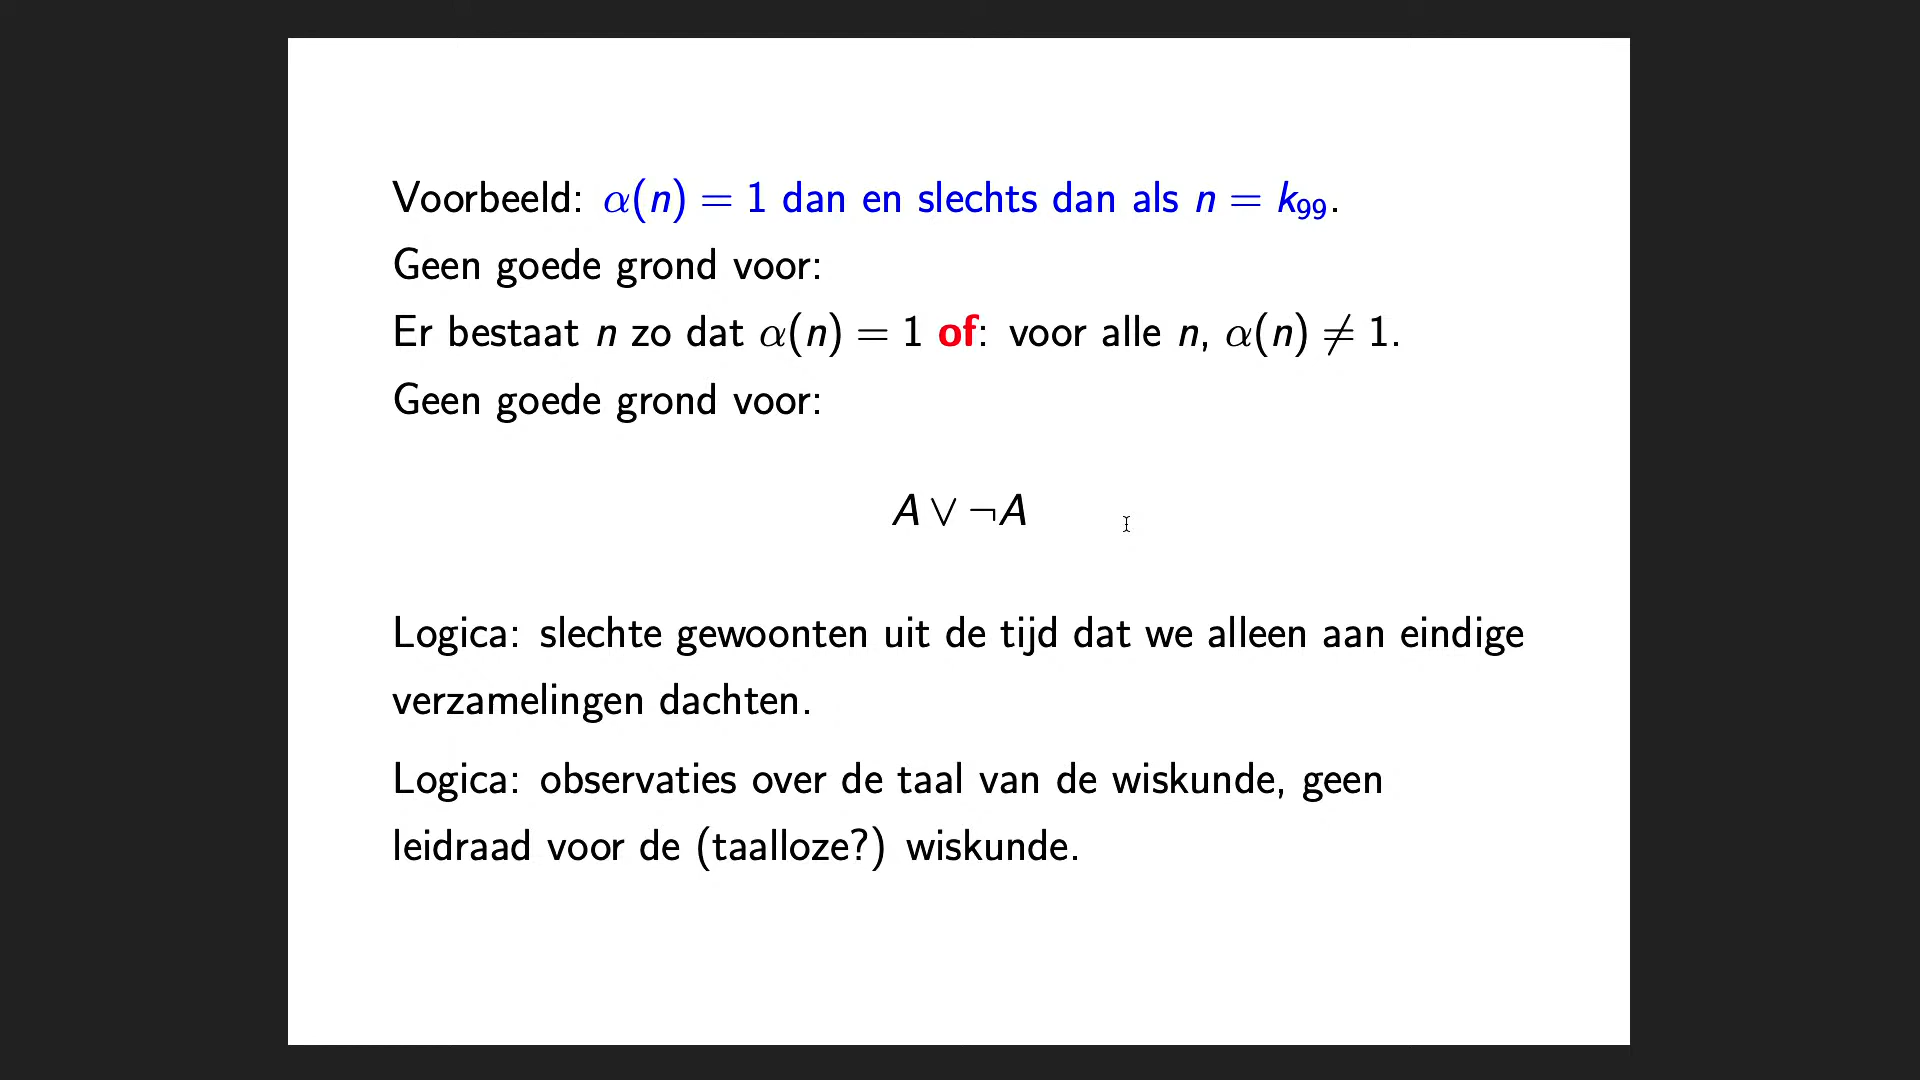 Voorbeeld: α(n) = 1 dan en slechts dan als n = k₉₉.
Geen goede grond voor:
Er bestaat n zo dat α(n) = 1 of: voor alle n, α(n) ≠ 1.
Geen goede grond voor:
A ∨ ¬A
Logica: slechte gewoonten uit de tijd dat we alleen aan eindige
verzamelingen dachten.
Logica: observaties over de taal van de wiskunde, geen
leidraad voor de (taalloze?) wiskunde.